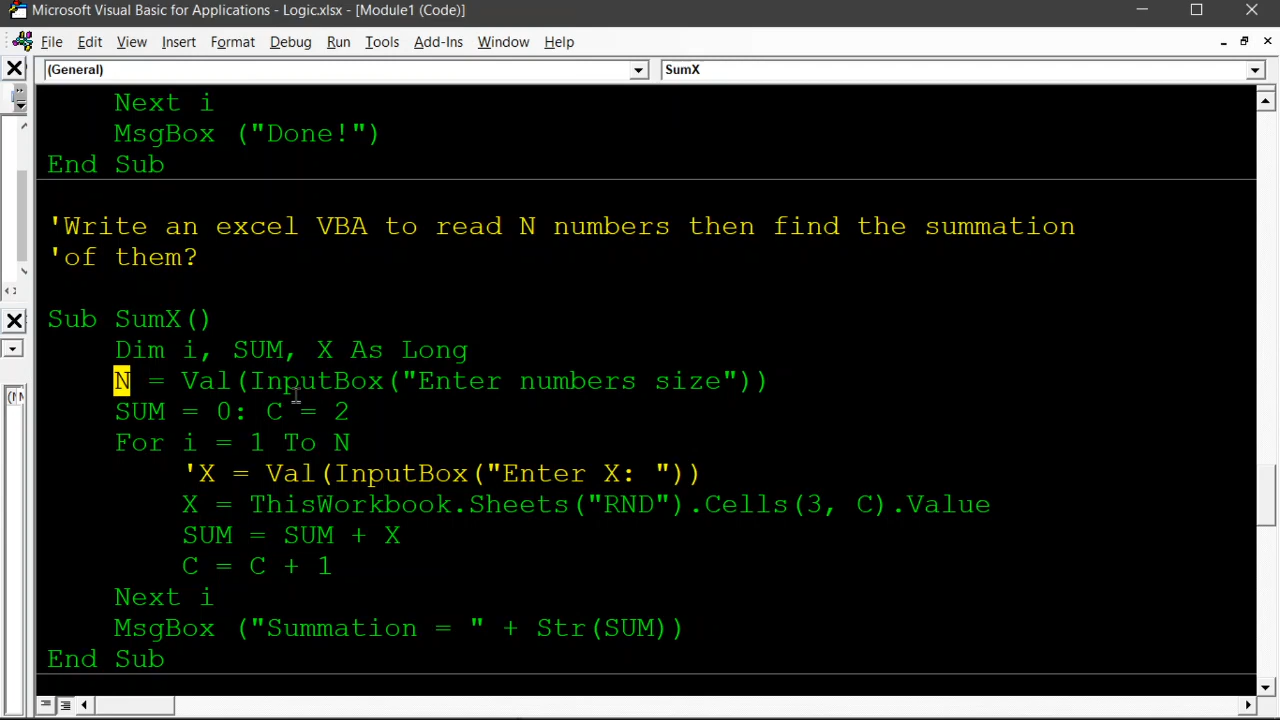 Microsoft Visual Basic for Applications - Logic.xlsx - [Module1 (Code)]
File Edit View Insert Format Debug Run Tools Add-Ins Window Help
(General) SumX
Next i
MsgBox ("Done!")
End Sub
'Write an excel VBA to read N numbers then find the summation
'of them?
Sub SumX()
Dim i, SUM, X As Long
N = Val(InputBox("Enter numbers size"))
SUM = 0: C = 2
For i = 1 To N
'X = Val(InputBox("Enter X: "))
X = ThisWorkbook.Sheets("RND").Cells(3, C).Value
SUM = SUM + X
C = C + 1
Next i
MsgBox ("Summation = " + Str(SUM))
End Sub